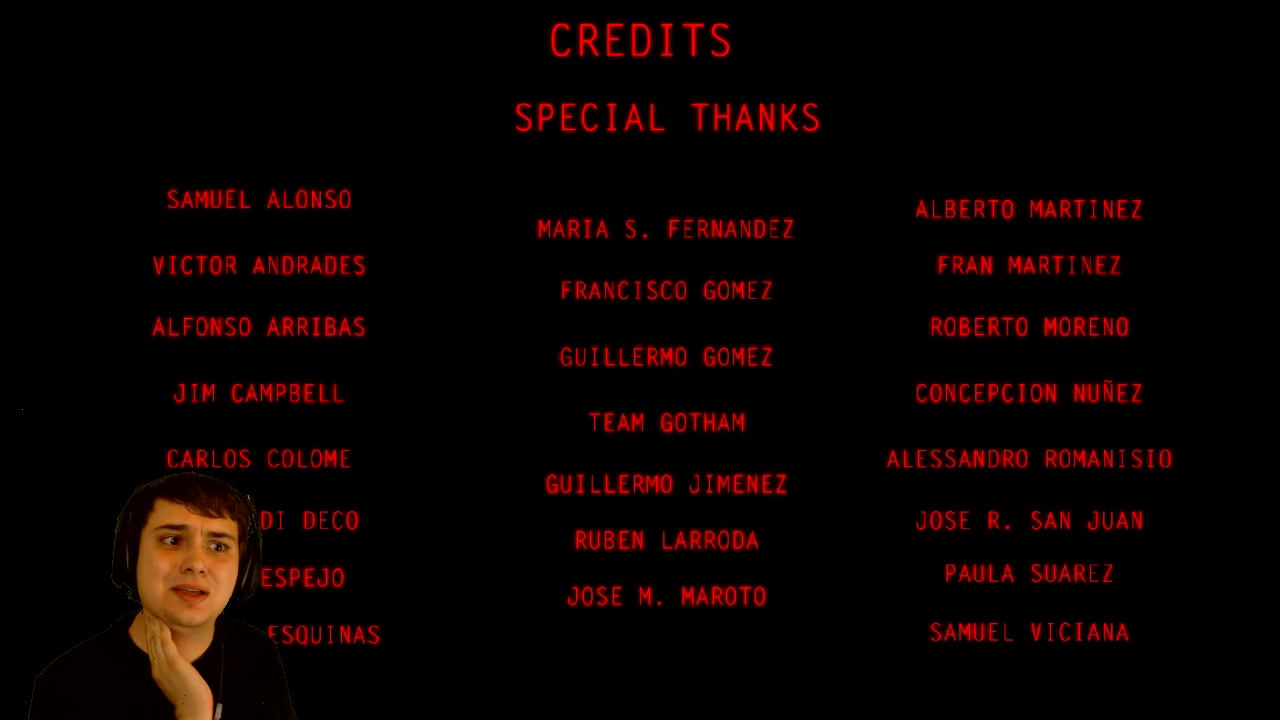 CREDITS
SPECIAL THANKS
SAMUEL ALONSO
VICTOR ANDRADES
ALFONSO ARRIBAS
JIM CAMPBELL
CARLOS COLOME
DI DECO
ESPEJO
ESQUINAS
MARIA S. FERNANDEZ
FRANCISCO GOMEZ
GUILLERMO GOMEZ
TEAM GOTHAM
GUILLERMO JIMENEZ
RUBEN LARRODA
JOSE M. MAROTO
ALBERTO MARTINEZ
FRAN MARTINEZ
ROBERTO MORENO
CONCEPCION NUÑEZ
ALESSANDRO ROMANISIO
JOSE R. SAN JUAN
PAULA SUAREZ
SAMUEL VICIANA